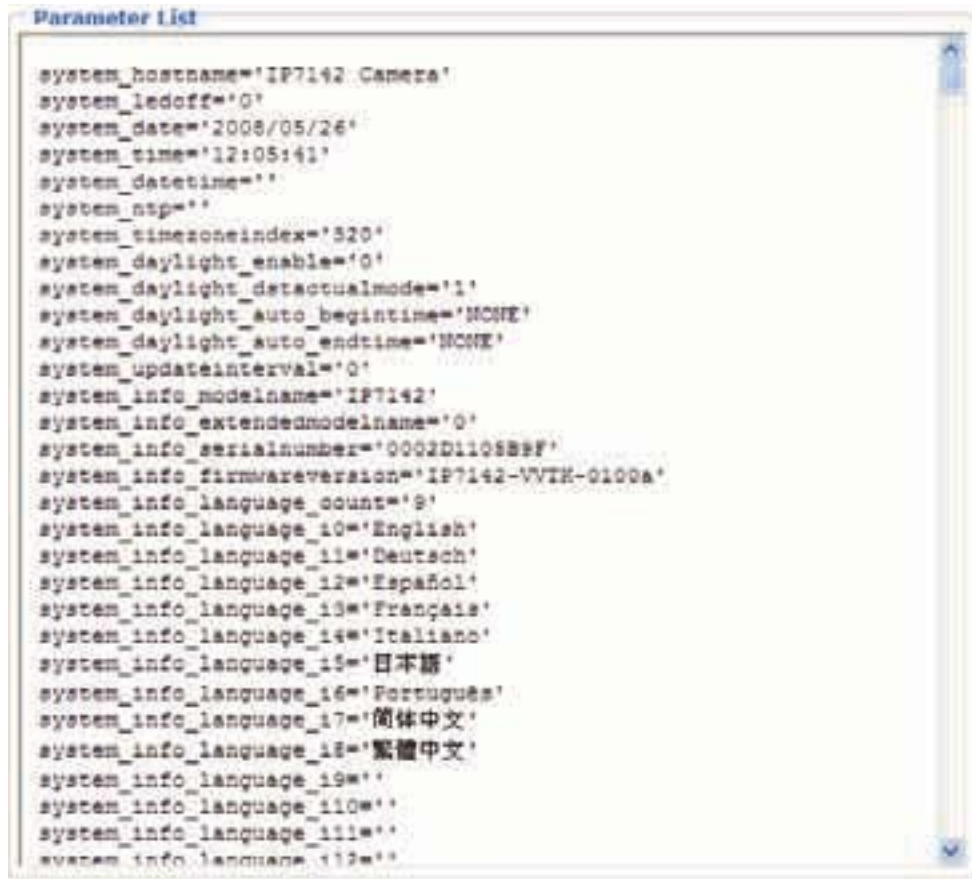 Parameter List
system_hostname='IP7142 Camera'
system_ledoff='0'
system_date='2008/05/26'
system_time='12:05:41'
system_datetime=''
system_ntp=''
system_timezoneindex='320'
system_daylight_enable='0'
system_daylight_dstactualmode='1'
system_daylight_auto_begintime='NONE'
system_daylight_auto_endtime='NONE'
system_updateinterval='0'
system_info_modelname='IP7142'
system_info_extendedmodelname='0'
system_info_serialnumber='0002D1105B9F'
system_info_firmwareversion='IP7142-VVTK-0100a'
system_info_language_count='9'
system_info_language_i0='English'
system_info_language_i1='Deutsch'
system_info_language_i2='Español'
system_info_language_i3='Français'
system_info_language_i4='Italiano'
system_info_language_i5='日本語'
system_info_language_i6='Português'
system_info_language_i7='简体中文'
system_info_language_i8='繁體中文'
system_info_language_i9=''
system_info_language_i10=''
system_info_language_i11=''
system_info_language_i12=''